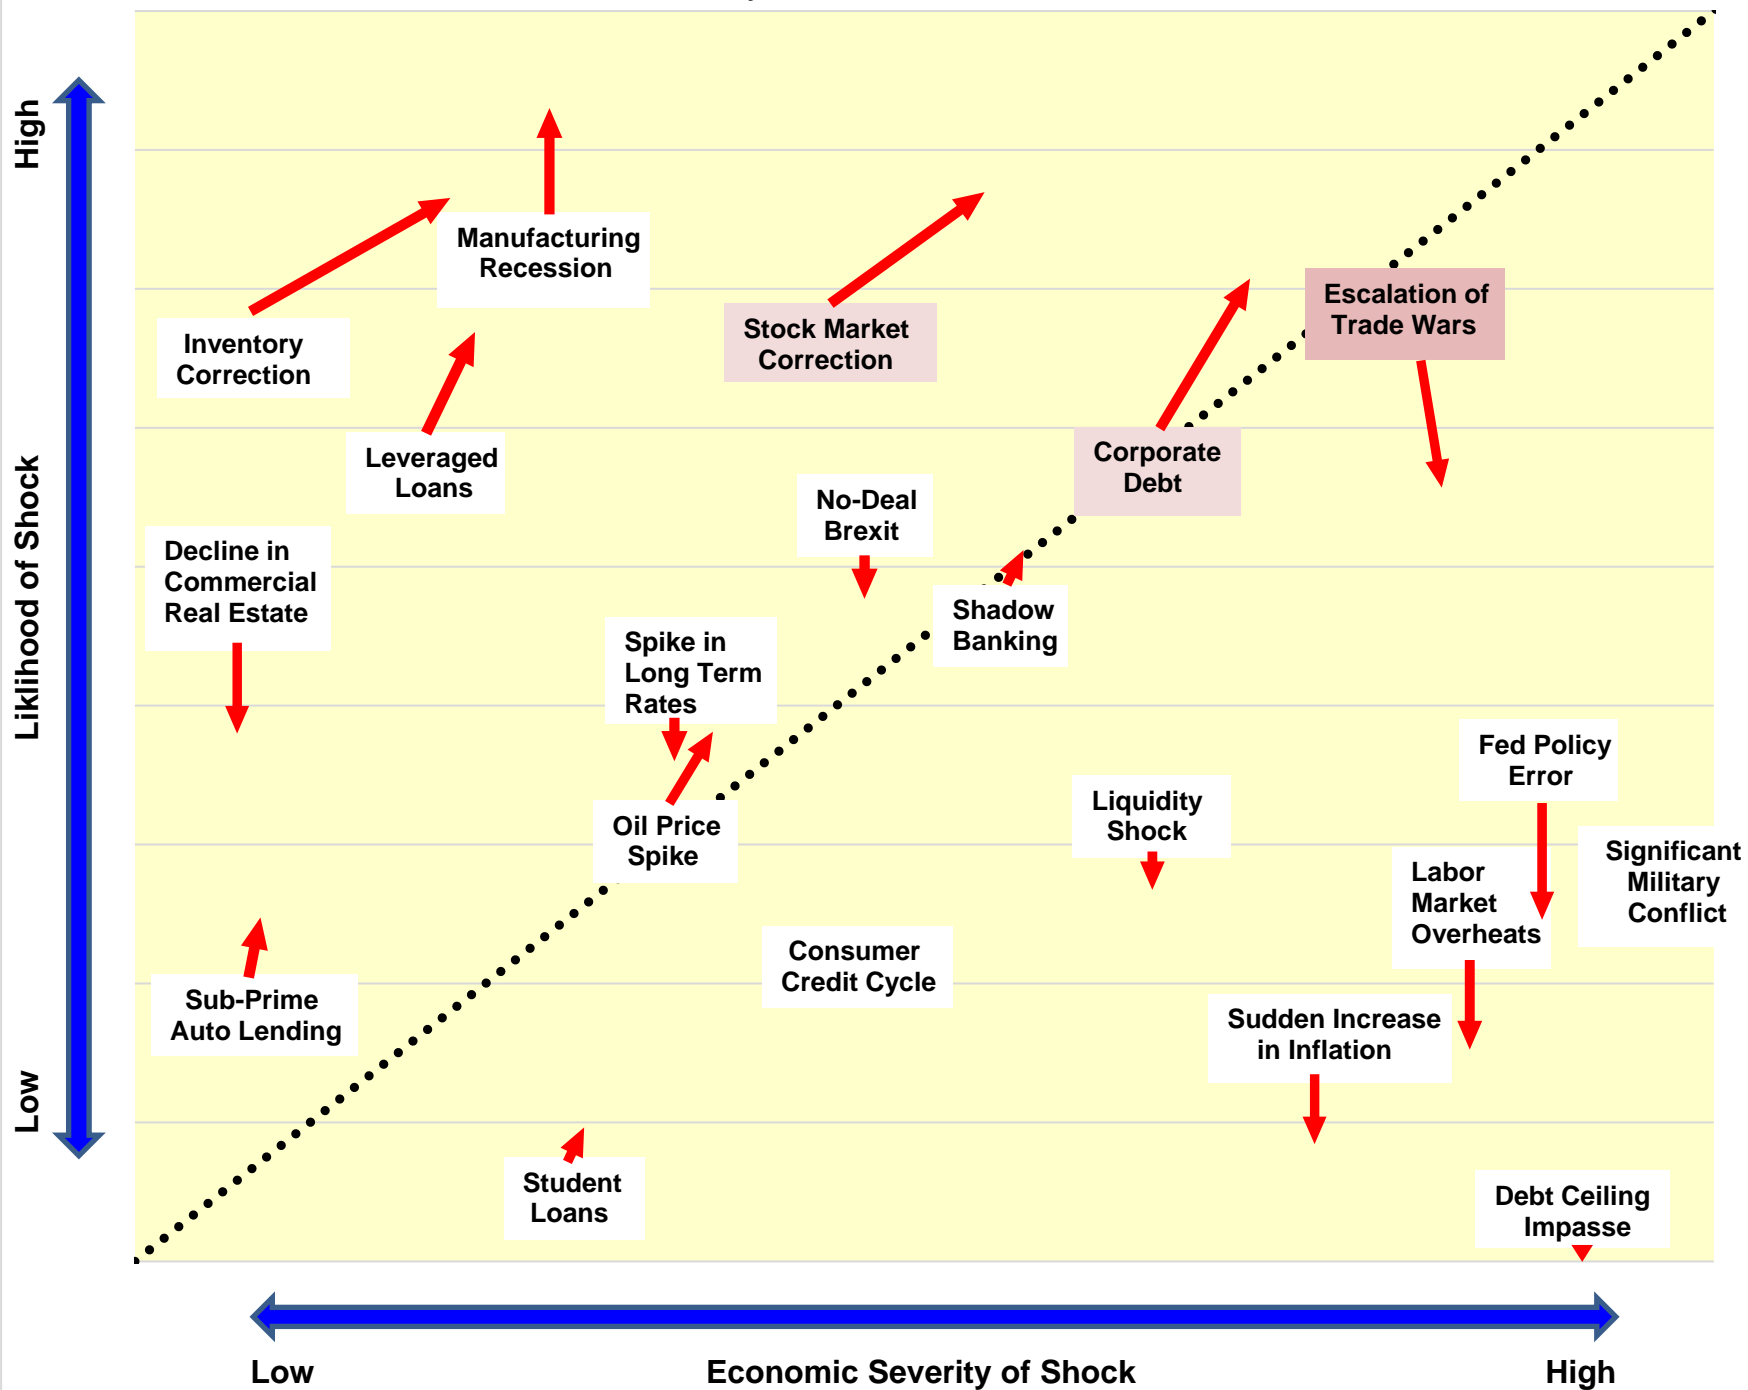 High
Liklihood of Shock
Low
Manufacturing
Recession
Inventory
Correction
Stock Market
Correction
Escalation of
Trade Wars
Leveraged
Loans
Corporate
Debt
No-Deal
Brexit
Decline in
Commercial
Real Estate
Shadow
Banking
Spike in
Long Term
Rates
Fed Policy
Error
Oil Price
Spike
Liquidity
Shock
Significant
Military
Conflict
Labor
Market
Overheats
Consumer
Credit Cycle
Sub-Prime
Auto Lending
Sudden Increase
in Inflation
Student
Loans
Debt Ceiling
Impasse
Low
Economic Severity of Shock
High